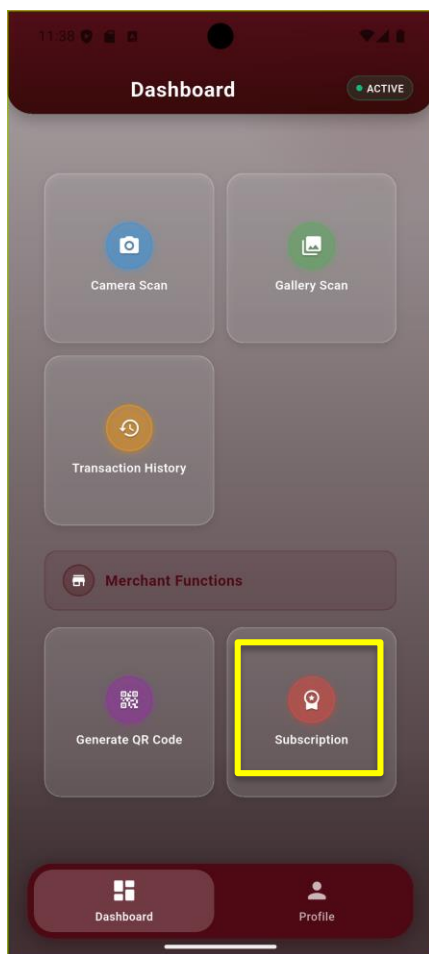 11:38
Dashboard
ACTIVE
Camera Scan
Gallery Scan
Transaction History
Merchant Functions
Generate QR Code
Subscription
Dashboard
Profile